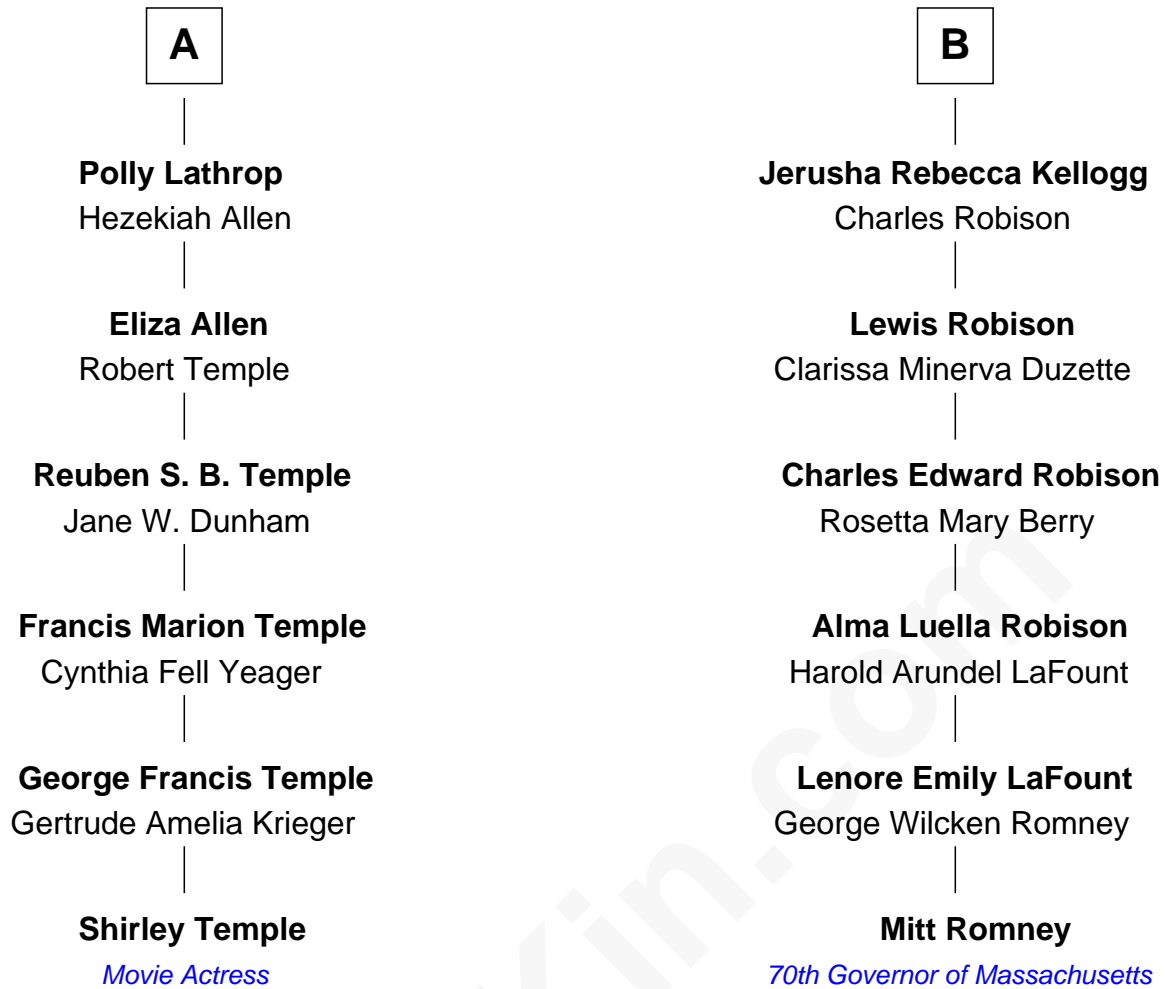 A
Polly Lathrop
Hezekiah Allen
Eliza Allen
Robert Temple
Reuben S. B. Temple
Jane W. Dunham
Francis Marion Temple
Cynthia Fell Yeager
George Francis Temple
Gertrude Amelia Krieger
Shirley Temple
Movie Actress
B
Jerusha Rebecca Kellogg
Charles Robison
Lewis Robison
Clarissa Minerva Duzette
Charles Edward Robison
Rosetta Mary Berry
Alma Luella Robison
Harold Arundel LaFount
Lenore Emily LaFount
George Wilcken Romney
Mitt Romney
70th Governor of Massachusetts
Kin.com